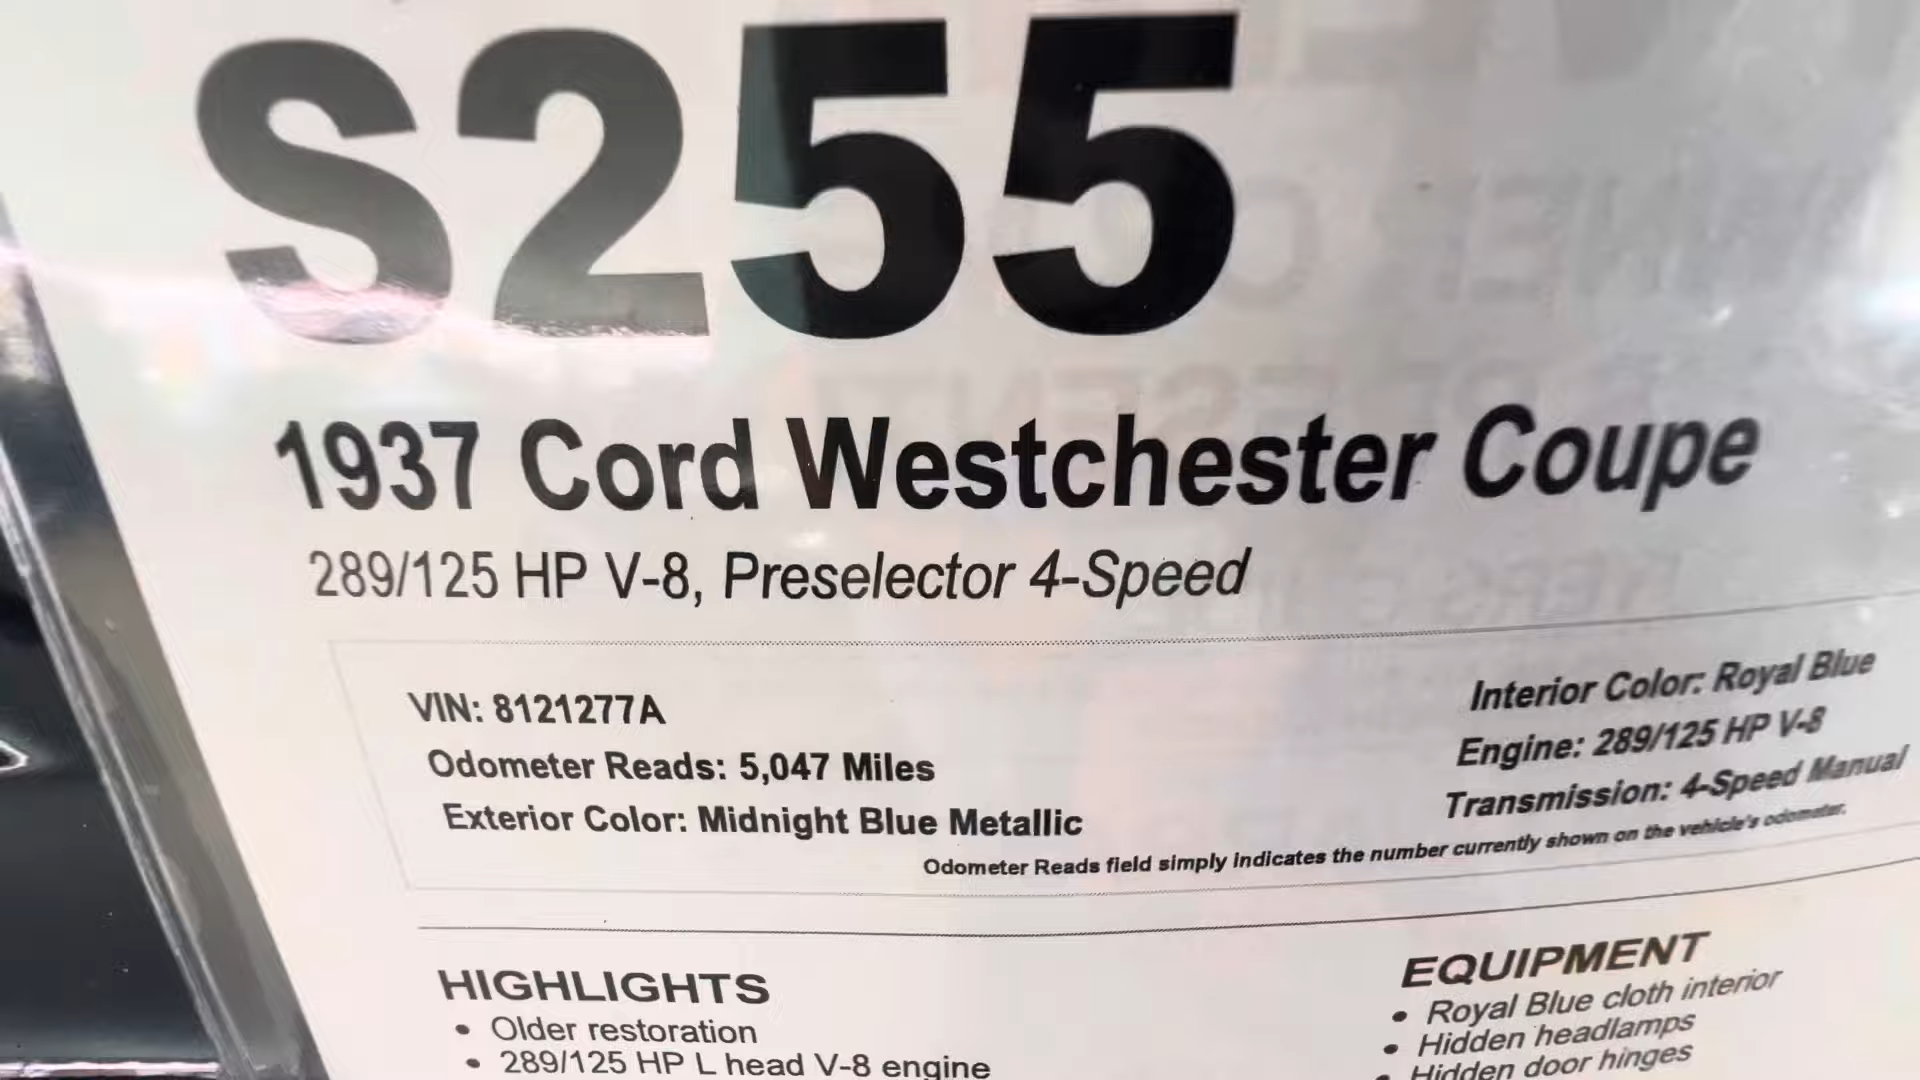 S255
1937 Cord Westchester Coupe
289/125 HP V-8, Preselector 4-Speed
VIN: 8121277A
Odometer Reads: 5,047 Miles
Exterior Color: Midnight Blue Metallic
Interior Color: Royal Blue
Engine: 289/125 HP V-8
Transmission: 4-Speed Manual
Odometer Reads field simply indicates the number currently shown on the vehicle's odometer.
HIGHLIGHTS
• Older restoration
• 289/125 HP L head V-8 engine
EQUIPMENT
• Royal Blue cloth interior
• Hidden headlamps
• Hidden door hinges